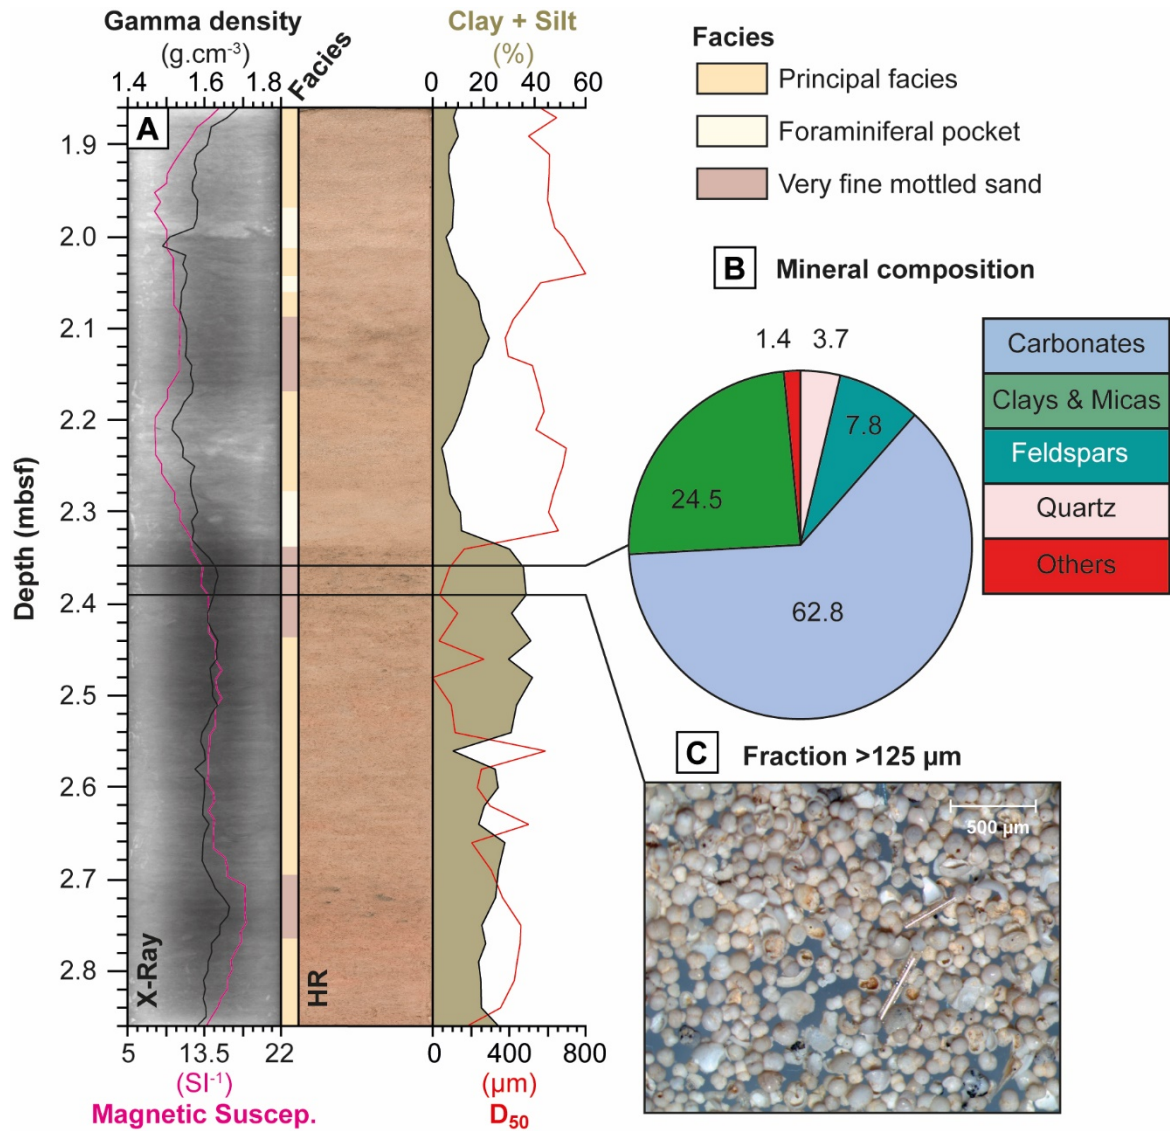 Gamma density
(g.cm-3)
1.4 1.6 1.8
Facies
Clay + Silt
(%)
0 20 40 60
A
Depth (mbsf)
1.9
2.0
2.1
2.2
2.3
2.4
2.5
2.6
2.7
2.8
X-Ray
HR
5 13.5 22
(SI-1)
Magnetic Suscep.
0 400 800
(µm)
D50
Facies
Principal facies
Foraminiferal pocket
Very fine mottled sand
B Mineral composition
1.4 3.7
7.8
24.5
62.8
Carbonates
Clays & Micas
Feldspars
Quartz
Others
C Fraction >125 µm
500 µm